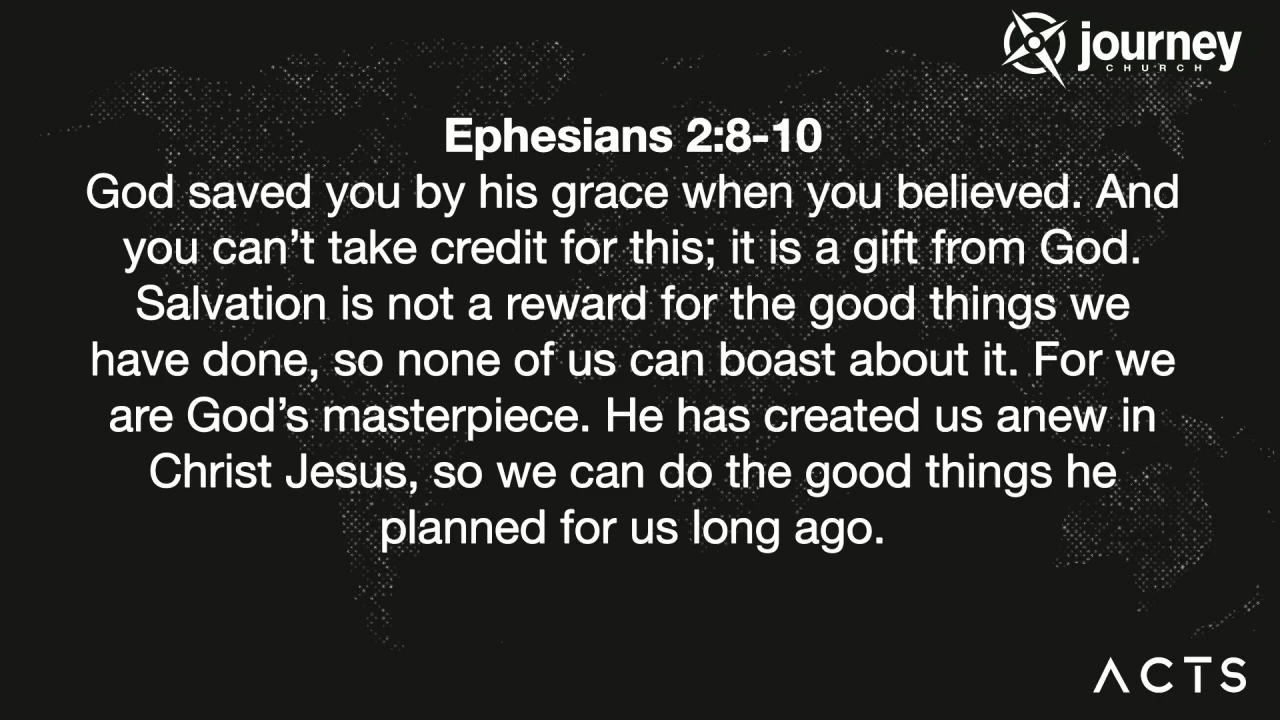 journey
CHURCH
Ephesians 2:8-10
God saved you by his grace when you believed. And
you can’t take credit for this; it is a gift from God.
Salvation is not a reward for the good things we
have done, so none of us can boast about it. For we
are God’s masterpiece. He has created us anew in
Christ Jesus, so we can do the good things he
planned for us long ago.
ACTS